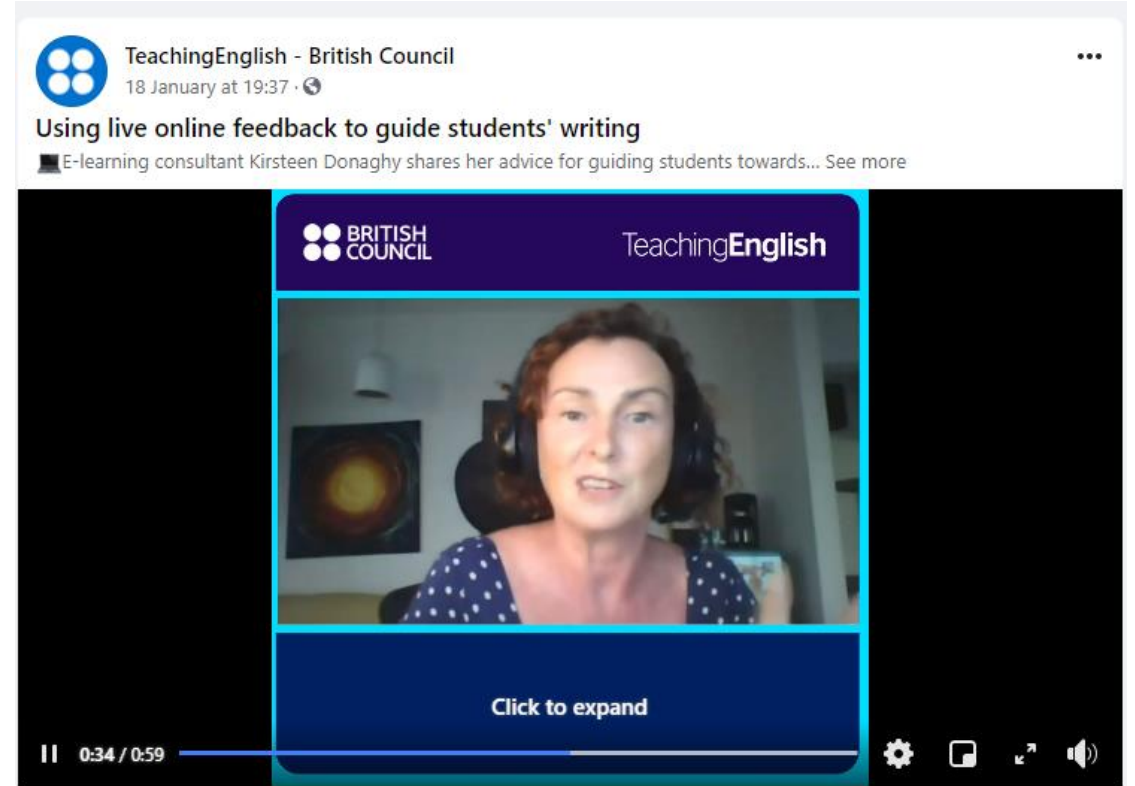 TeachingEnglish - British Council
18 January at 19:37 ·
Using live online feedback to guide students' writing
E-learning consultant Kirsteen Donaghy shares her advice for guiding students towards... See more
BRITISH
COUNCIL
TeachingEnglish
Click to expand
0:34 / 0:59